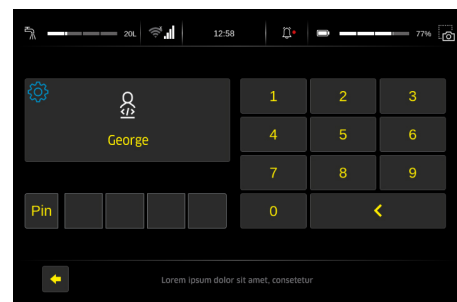 20L 12:58 77%
</>
George
1 2 3
4 5 6
7 8 9
Pin 0
Lorem ipsum dolor sit amet, consetetur